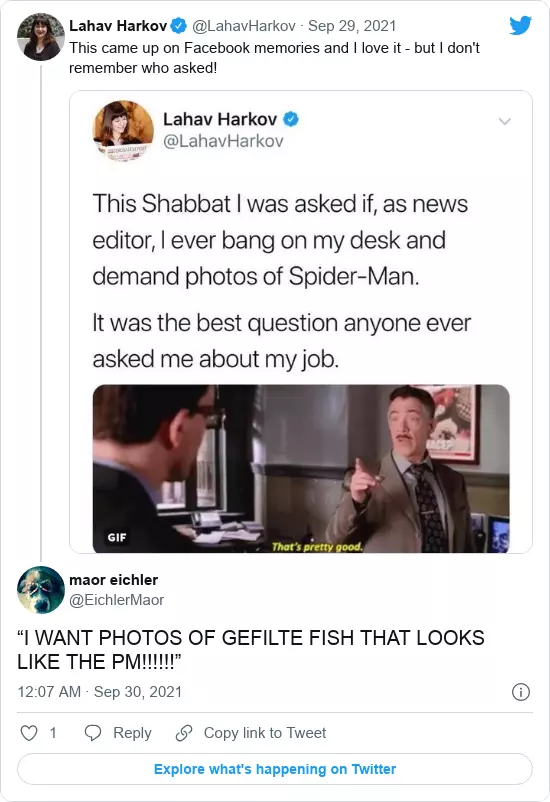 Lahav Harkov @LahavHarkov · Sep 29, 2021
This came up on Facebook memories and I love it - but I don't
remember who asked!
Lahav Harkov
@LahavHarkov
This Shabbat I was asked if, as news
editor, I ever bang on my desk and
demand photos of Spider-Man.
It was the best question anyone ever
asked me about my job.
GIF
That's pretty good.
maor eichler
@EichlerMaor
“I WANT PHOTOS OF GEFILTE FISH THAT LOOKS
LIKE THE PM!!!!!!”
12:07 AM · Sep 30, 2021
1 Reply Copy link to Tweet
Explore what's happening on Twitter